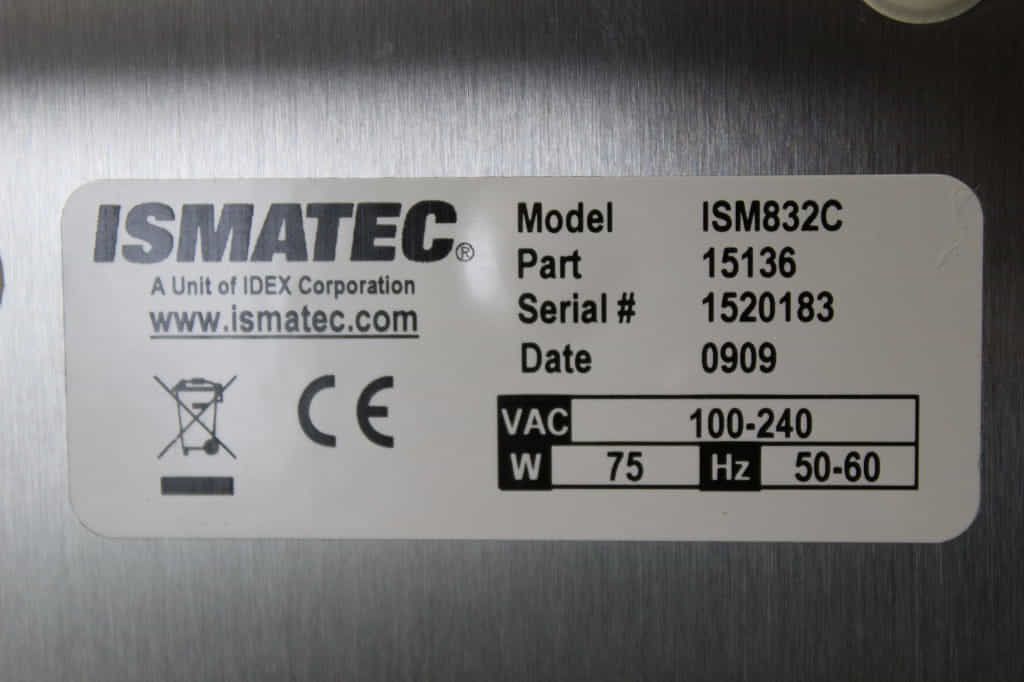 ISMATEC®
A Unit of IDEX Corporation
www.ismatec.com
CE
Model ISM832C
Part 15136
Serial # 1520183
Date 0909
VAC 100-240
W 75 Hz 50-60